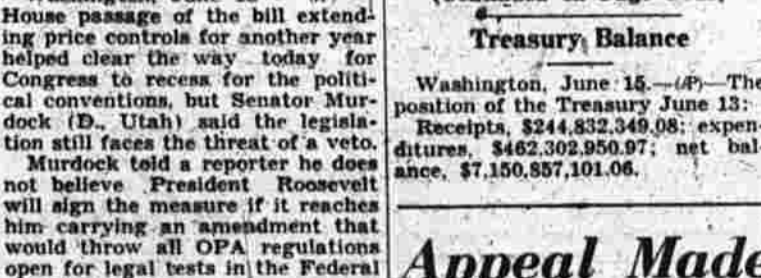 House passage of the bill extend-
ing price controls for another year
helped clear the way today for
Congress to recess for the politi-
cal conventions, but Senator Mur-
dock (D., Utah) said the legisla-
tion still faces the threat of a veto.
Murdock told a reporter he does
not believe President Roosevelt
will sign the measure if it reaches
him carrying an amendment that
would throw all OPA regulations
open for legal tests in the Federal
Treasury Balance
Washington, June 15.—(AP)—The
position of the Treasury June 13:
Receipts, $244,832,349.08; expen-
ditures, $462,302,950.97; net bal-
ance, $7,150,857,101.06.
Appeal Made